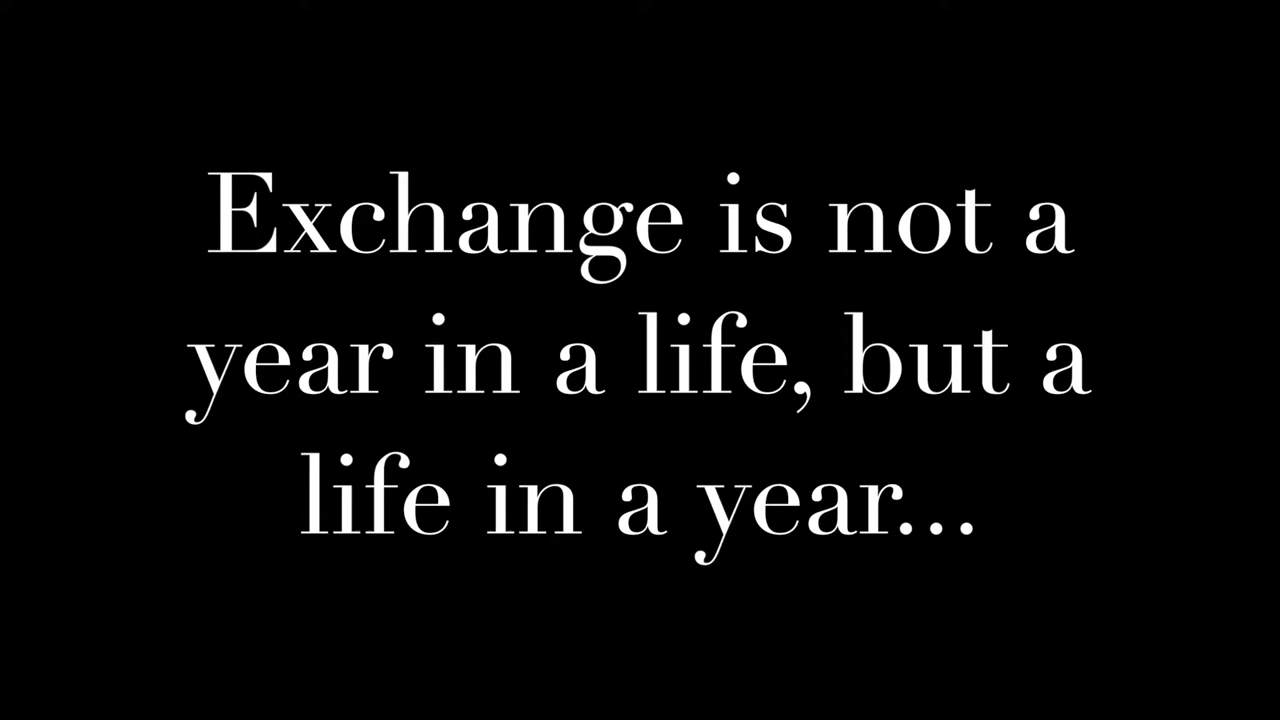 Exchange is not a
year in a life, but a
life in a year...